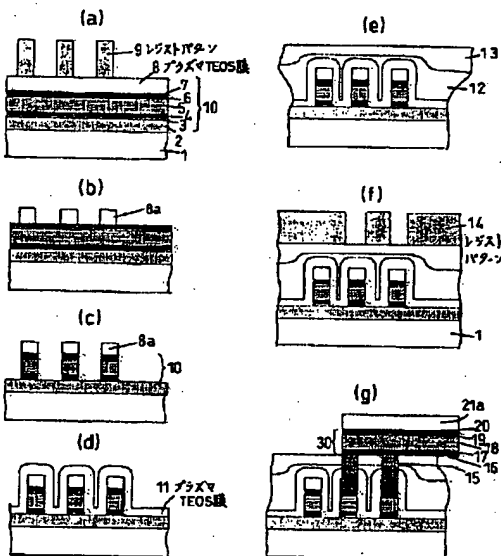 (a)
9 レジストパタン
8 プラズマTEOS膜
7
6
5
4
3
10
2
1
(b)
8a
(c)
8a
10
(d)
11 プラズマ
TEOS膜
(e)
13
12
(f)
14
レジスト
パターン
1
(g)
21a
20
30
19
18
17
16
15